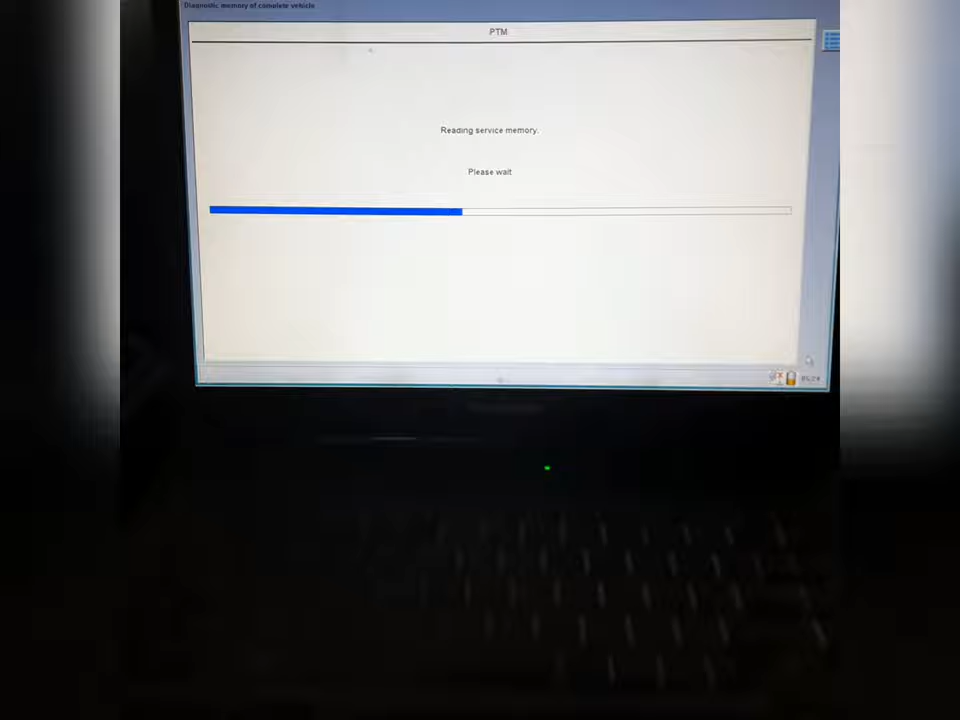 Diagnostic memory of complete vehicle
PTM
Reading service memory.
Please wait